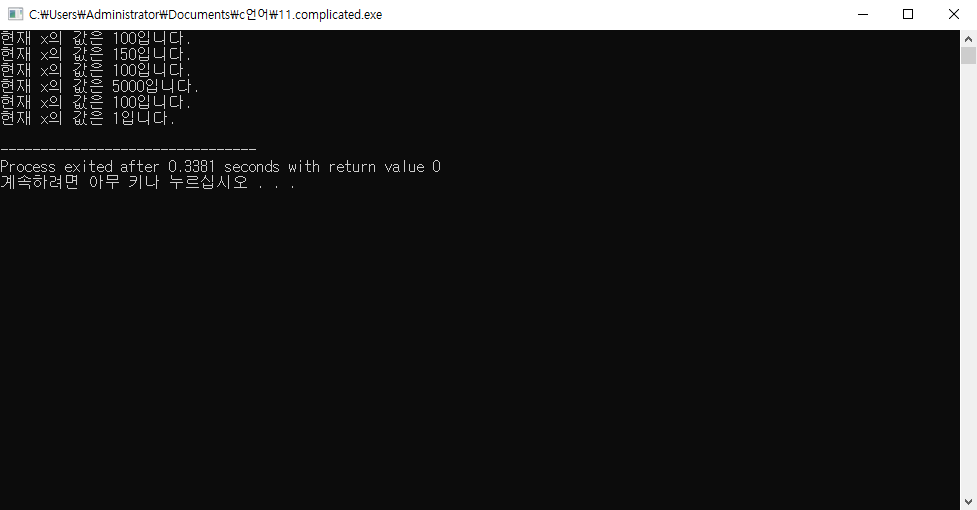 C:₩Users₩Administrator₩Documents₩c언어₩11.complicated.exe
현재 x의 값은 100입니다.
현재 x의 값은 150입니다.
현재 x의 값은 100입니다.
현재 x의 값은 5000입니다.
현재 x의 값은 100입니다.
현재 x의 값은 1입니다.
--------------------------------
Process exited after 0.3381 seconds with return value 0
계속하려면 아무 키나 누르십시오 . . .